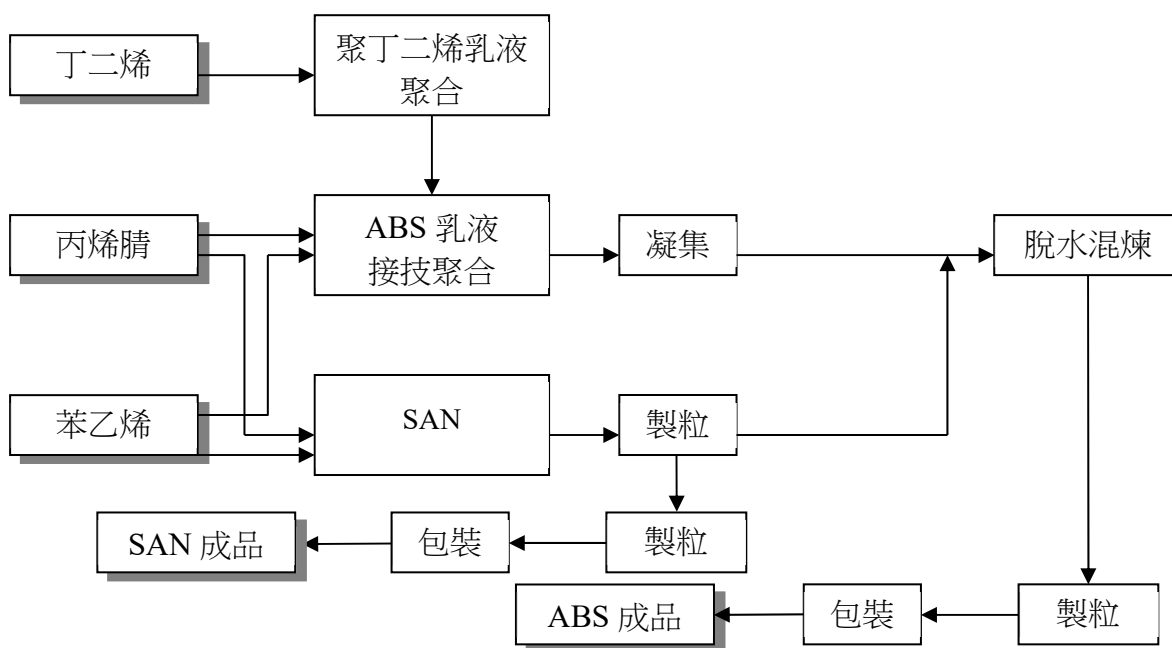 丁二烯
聚丁二烯乳液
聚合
丙烯腈
ABS 乳液
接技聚合
凝集
脫水混煉
苯乙烯
SAN
製粒
SAN 成品
包裝
製粒
ABS 成品
包裝
製粒